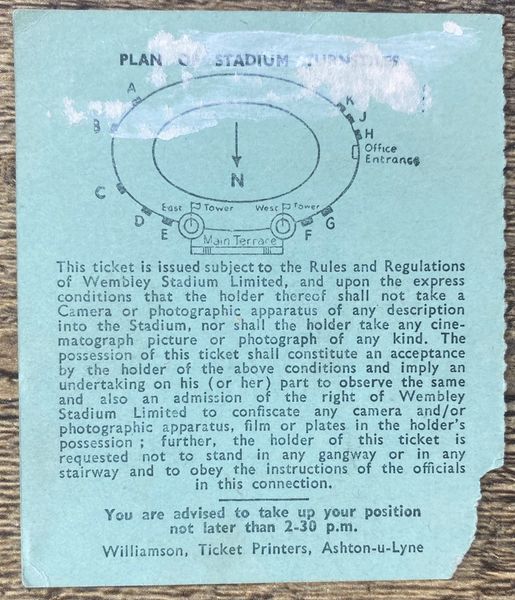 PLAN OF STADIUM TURNSTILES
A
K
J
B
H
Office
Entrance
N
C
East Tower
West Tower
D
G
E
F
Main Terrace
This ticket is issued subject to the Rules and Regulations
of Wembley Stadium Limited, and upon the express
conditions that the holder thereof shall not take a
Camera or photographic apparatus of any description
into the Stadium, nor shall the holder take any cine-
matograph picture or photograph of any kind. The
possession of this ticket shall constitute an acceptance
by the holder of the above conditions and imply an
undertaking on his (or her) part to observe the same
and also an admission of the right of Wembley
Stadium Limited to confiscate any camera and/or
photographic apparatus, film or plates in the holder's
possession ; further, the holder of this ticket is
requested not to stand in any gangway or in any
stairway and to obey the instructions of the officials
in this connection.
You are advised to take up your position
not later than 2-30 p.m.
Williamson, Ticket Printers, Ashton-u-Lyne